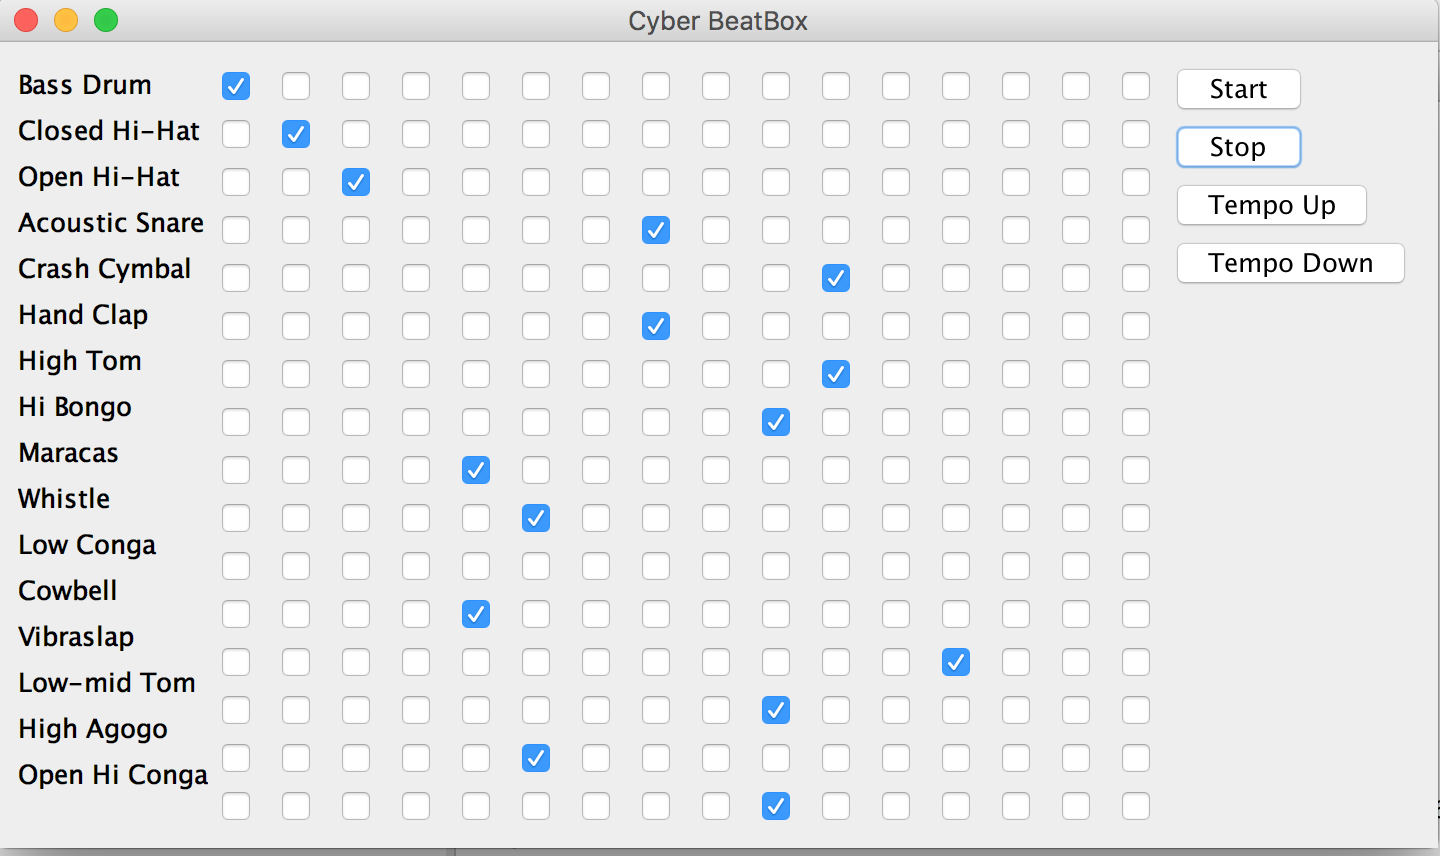 Cyber BeatBox
Bass Drum
Closed Hi-Hat
Open Hi-Hat
Acoustic Snare
Crash Cymbal
Hand Clap
High Tom
Hi Bongo
Maracas
Whistle
Low Conga
Cowbell
Vibraslap
Low-mid Tom
High Agogo
Open Hi Conga
Start
Stop
Tempo Up
Tempo Down